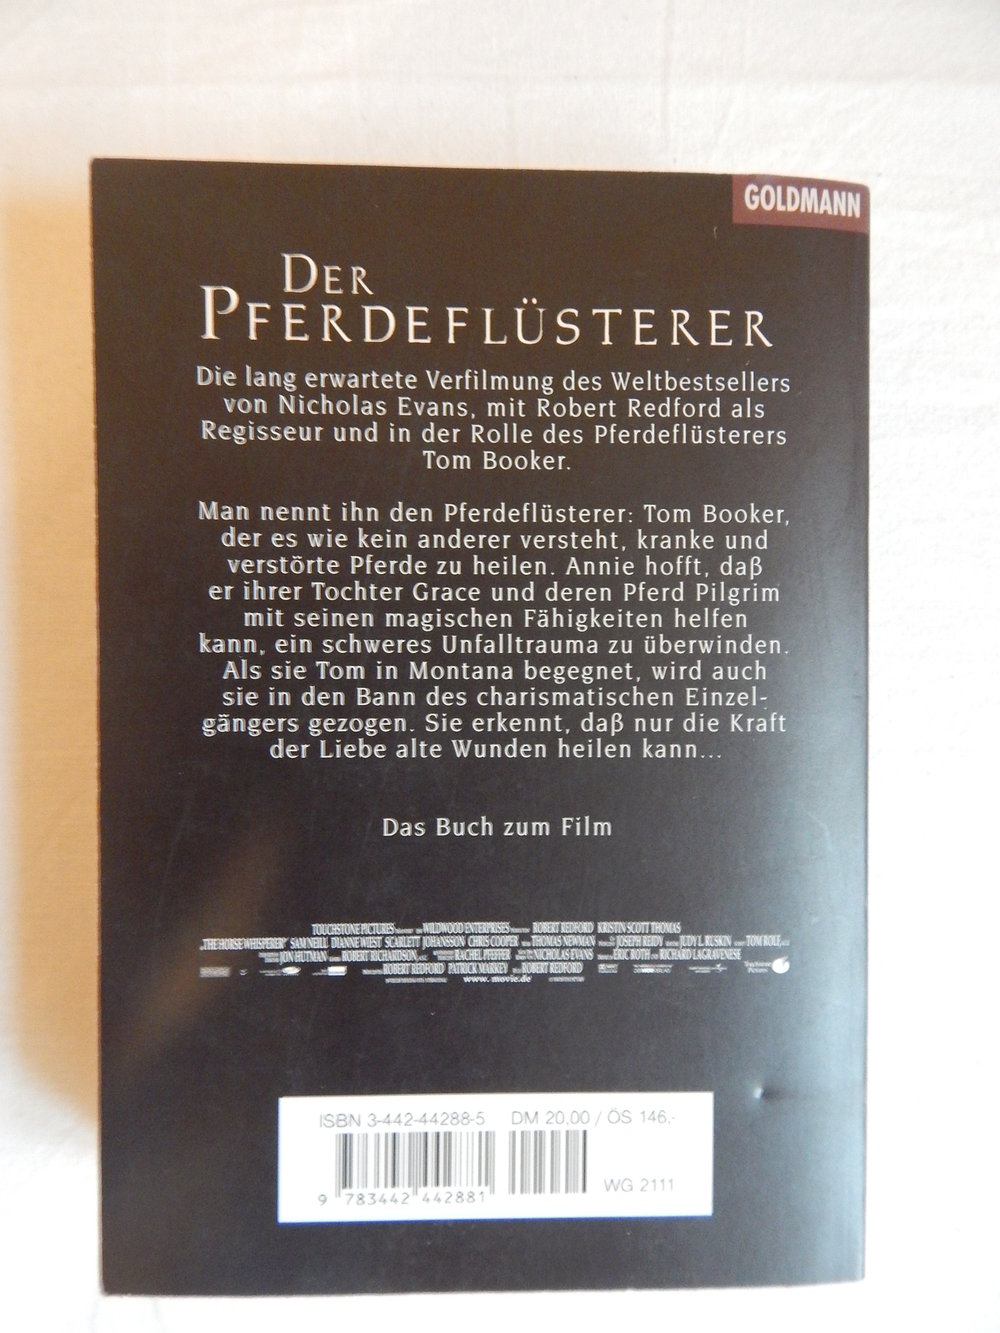 GOLDMANN
DER
PFERDEFLÜSTERER
Die lang erwartete Verfilmung des Weltbestsellers
von Nicholas Evans, mit Robert Redford als
Regisseur und in der Rolle des Pferdeflüsterers
Tom Booker.
Man nennt ihn den Pferdeflüsterer: Tom Booker,
der es wie kein anderer versteht, kranke und
verstörte Pferde zu heilen. Annie hofft, daß
er ihrer Tochter Grace und deren Pferd Pilgrim
mit seinen magischen Fähigkeiten helfen
kann, ein schweres Unfalltrauma zu überwinden.
Als sie Tom in Montana begegnet, wird auch
sie in den Bann des charismatischen Einzel-
gängers gezogen. Sie erkennt, daß nur die Kraft
der Liebe alte Wunden heilen kann...
Das Buch zum Film
TOUCHSTONE PICTURES WILDWOOD ENTERPRISES ROBERT REDFORD KRISTIN SCOTT THOMAS
"THE HORSE WHISPERER" SAM NEILL DIANNE WIEST SCARLETT JOHANSSON CHRIS COOPER THOMAS NEWMAN JOSEPH REIDY JUDY L. RUSKIN TOM ROLF
JON HUTMAN ROBERT RICHARDSON RACHEL PFEFFER NICHOLAS EVANS ERIC ROTH RICHARD LAGRAVENESE
ROBERT REDFORD PATRICK MARKEY ROBERT REDFORD
www.movie.de
ISBN 3-442-44288-5 DM 20,00 / ÖS 146,-
WG 2111
9 783442 442881